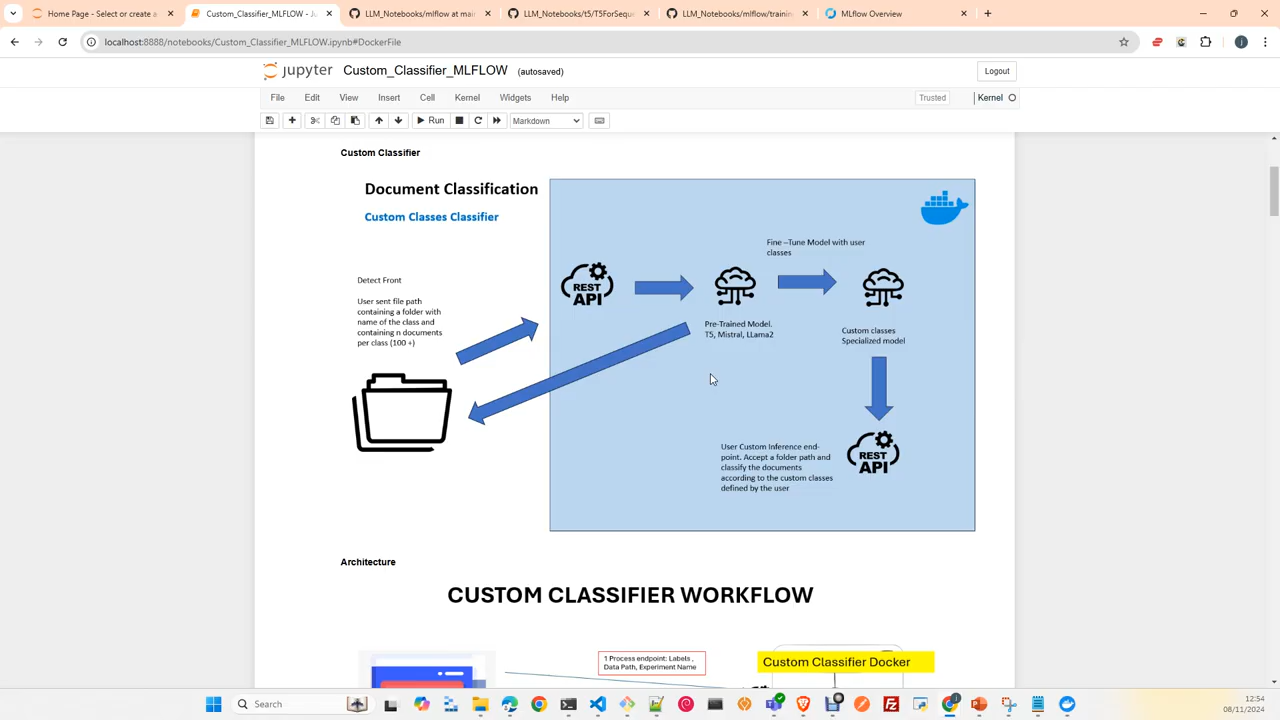 Home Page - Select or create a
Custom_Classifier_MLFLOW - J
LLM_Notebooks/mlflow at main
LLM_Notebooks/t5/T5ForSeque
LLM_Notebooks/mlflow/trainin
MLflow Overview
localhost:8888/notebooks/Custom_Classifier_MLFLOW.ipynb#DockerFile
jupyter Custom_Classifier_MLFLOW (autosaved)
Logout
File Edit View Insert Cell Kernel Widgets Help
Trusted
Kernel
Run
Markdown
Custom Classifier
Document Classification
Custom Classes Classifier
Fine –Tune Model with user
classes
Detect Front
User sent file path
containing a folder with
name of the class and
containing n documents
per class (100 +)
REST
API
Pre-Trained Model.
T5, Mistral, LLama2
Custom classes
Specialized model
User Custom Inference end-
point. Accept a folder path and
classify the documents
according to the custom classes
defined by the user
REST
API
Architecture
CUSTOM CLASSIFIER WORKFLOW
1 Process endpoint: Labels ,
Data Path, Experiment Name
Custom Classifier Docker
Search
12:54
08/11/2024